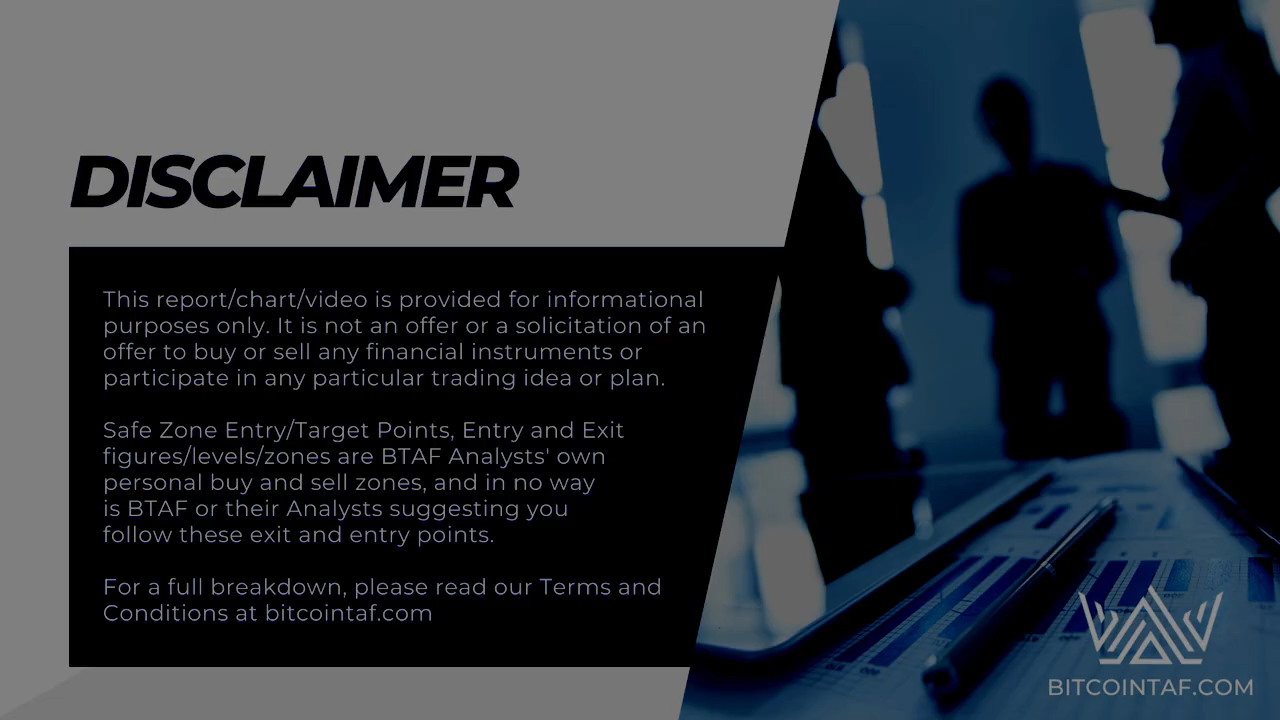 DISCLAIMER
This report/chart/video is provided for informational
purposes only. It is not an offer or a solicitation of an
offer to buy or sell any financial instruments or
participate in any particular trading idea or plan.
Safe Zone Entry/Target Points, Entry and Exit
figures/levels/zones are BTAF Analysts' own
personal buy and sell zones, and in no way
is BTAF or their Analysts suggesting you
follow these exit and entry points.
For a full breakdown, please read our Terms and
Conditions at bitcointaf.com
BITCOINTAF.COM